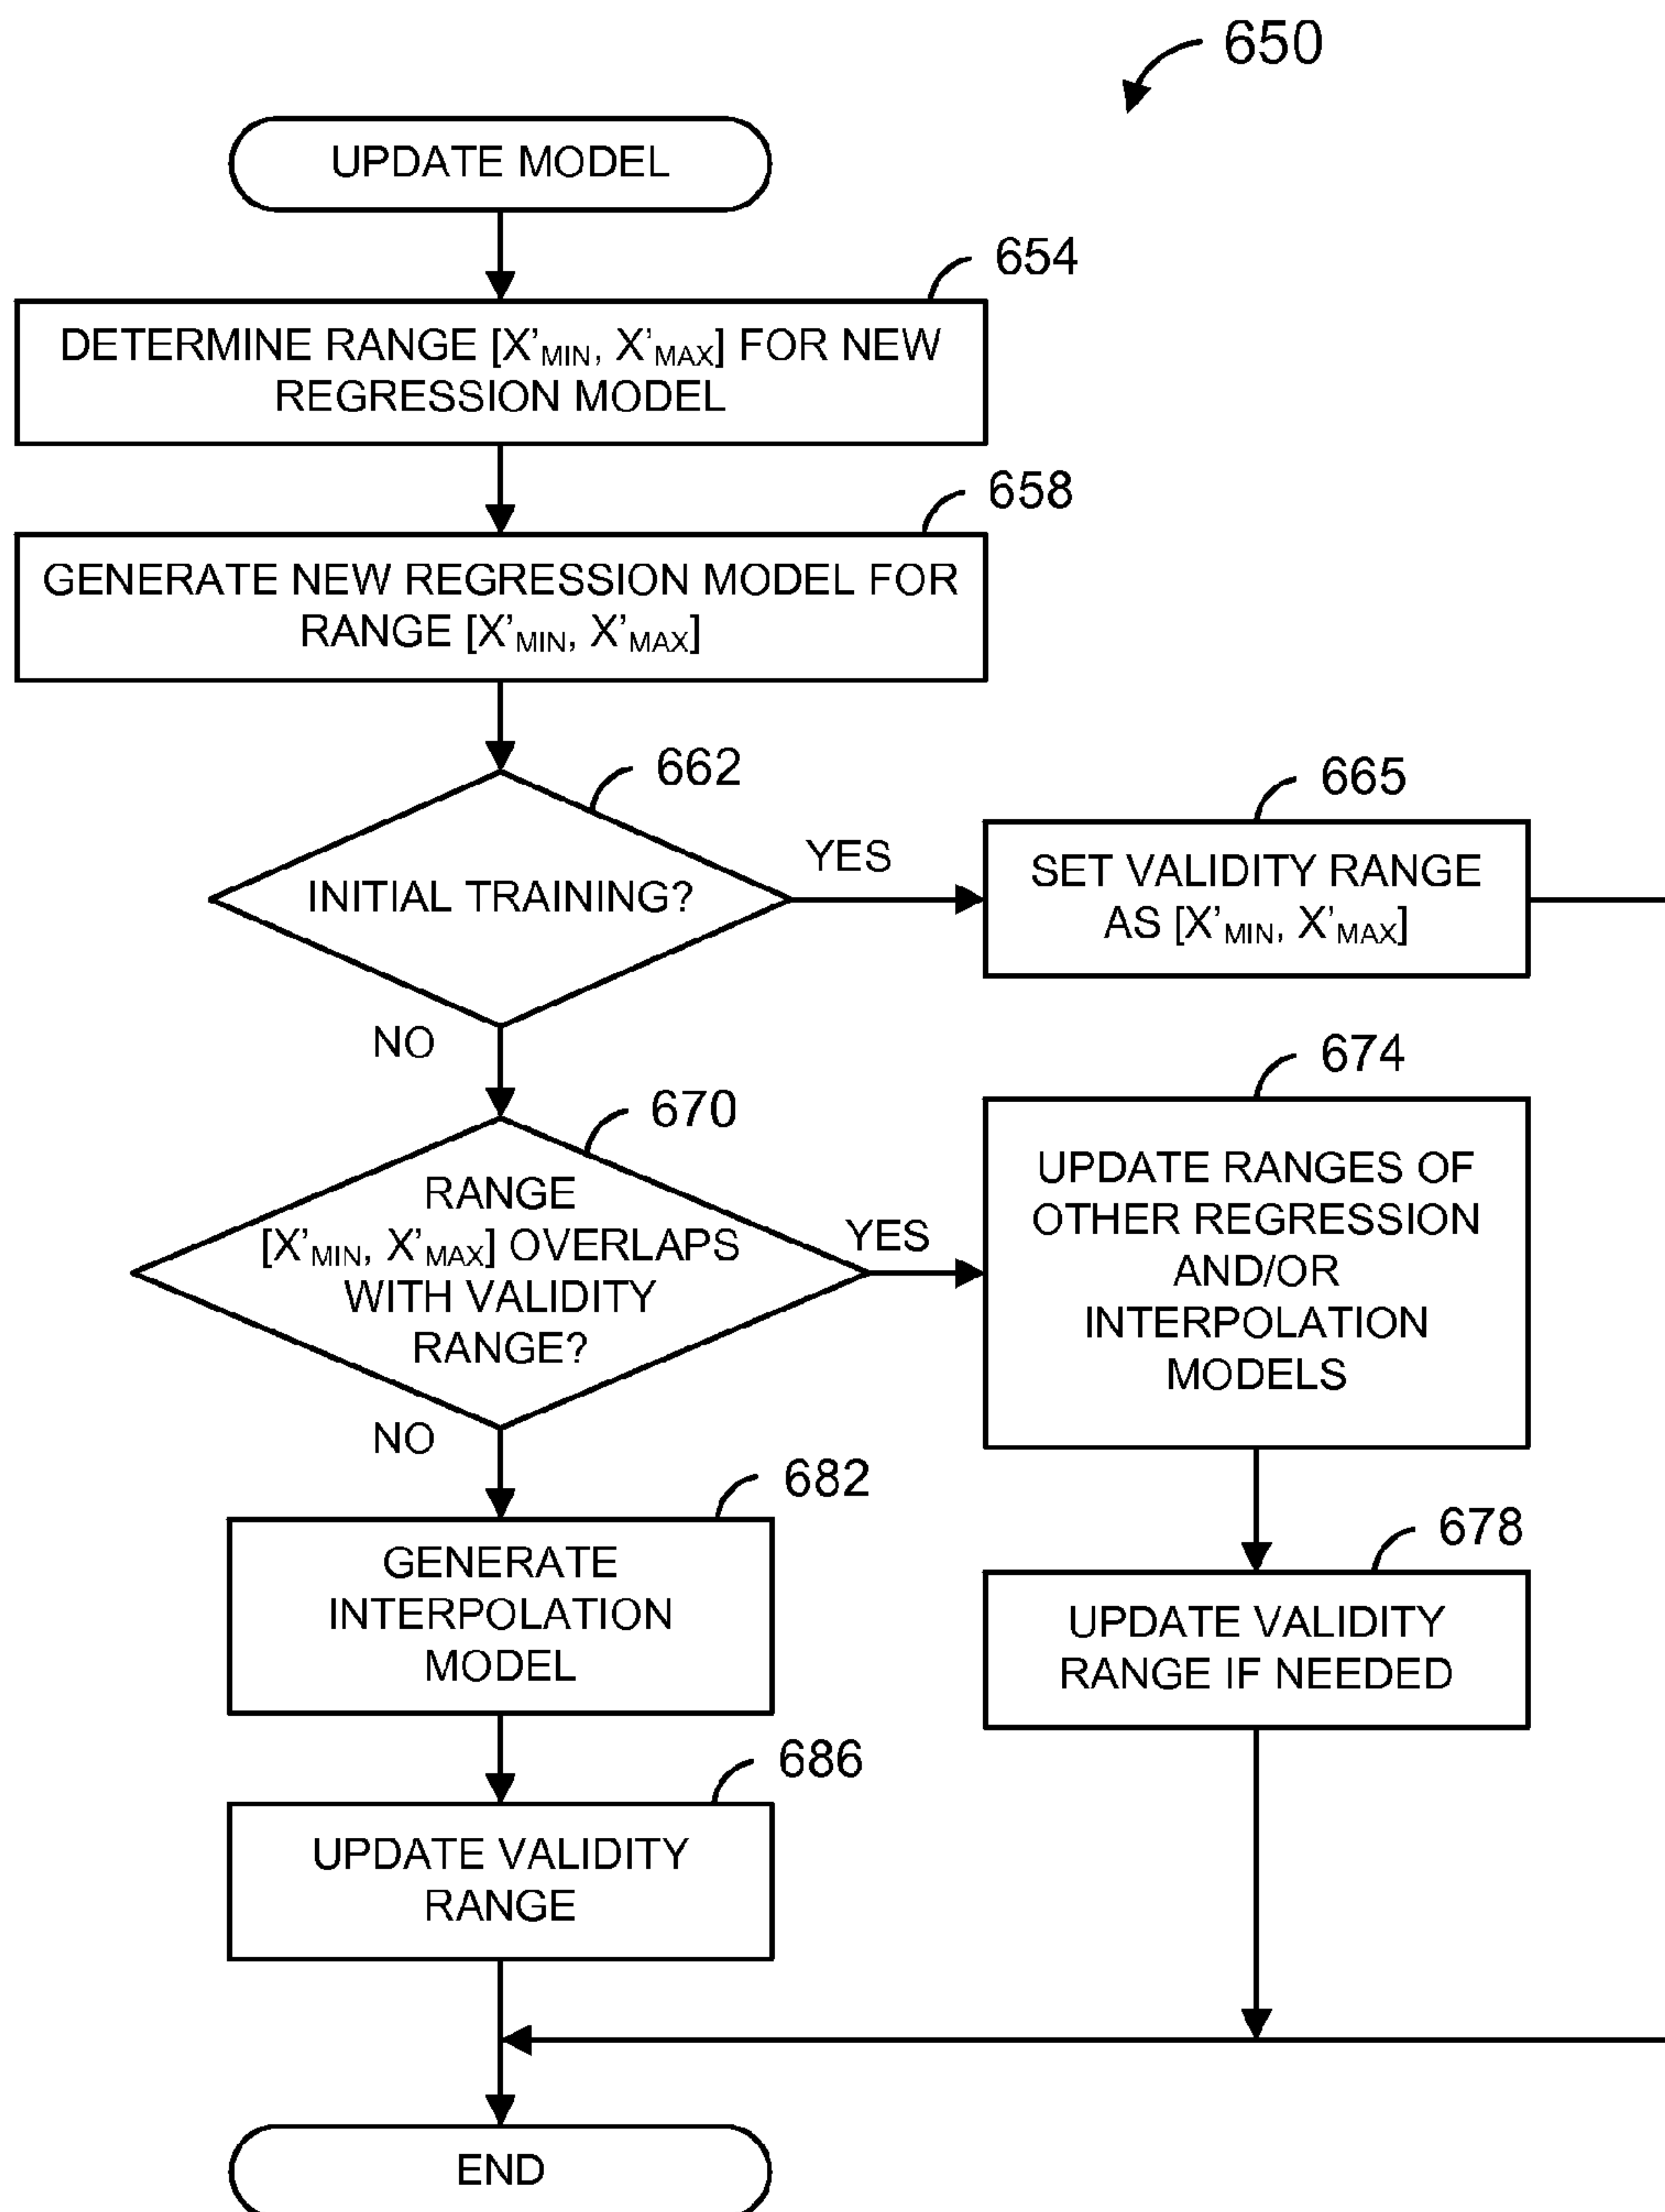 650
UPDATE MODEL
654
DETERMINE RANGE [X'MIN, X'MAX] FOR NEW
REGRESSION MODEL
658
GENERATE NEW REGRESSION MODEL FOR
RANGE [X'MIN, X'MAX]
662
INITIAL TRAINING?
YES
665
SET VALIDITY RANGE
AS [X'MIN, X'MAX]
NO
670
RANGE
[X'MIN, X'MAX] OVERLAPS
WITH VALIDITY
RANGE?
YES
674
UPDATE RANGES OF
OTHER REGRESSION
AND/OR
INTERPOLATION
MODELS
NO
682
GENERATE
INTERPOLATION
MODEL
678
UPDATE VALIDITY
RANGE IF NEEDED
686
UPDATE VALIDITY
RANGE
END